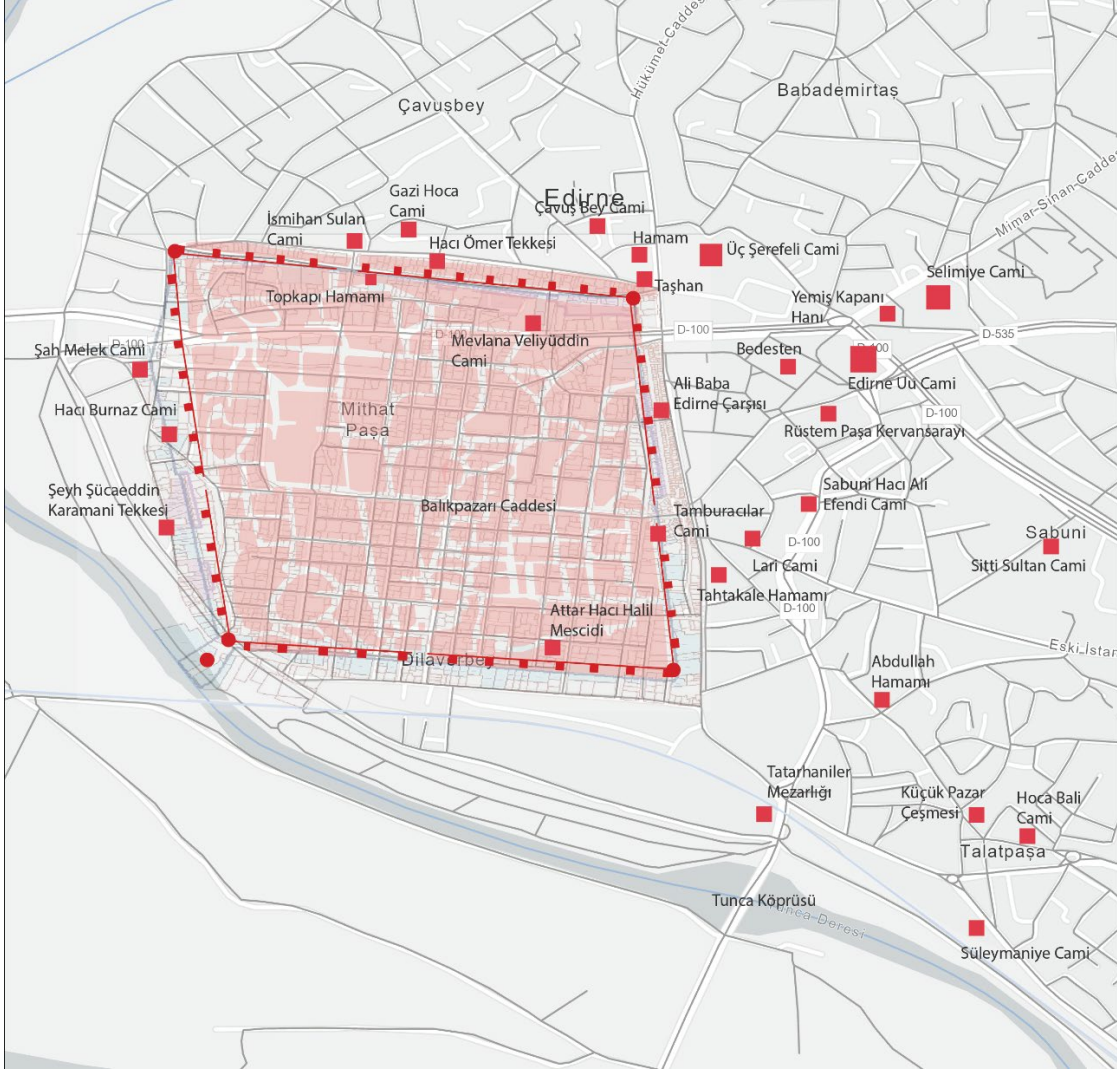 Hükümet-Caddes
Babademirtaş
Çavuşbey
Mimar-Sinan-Caddes
Gazi Hoca
Cami
Edirne
Çavuş Bey Cami
İsmihan Sulan
Cami
Hacı Ömer Tekkesi
Hamam
Üç Şerefeli Cami
Taşhan
Selimiye Cami
Topkapı Hamamı
Yemiş Kapanı
Hanı
D-100
D-535
D-100
D-100
Mevlana Veliyüddin
Cami
Şah Melek Cami
Bedesten
D-100
Edirne Uu Cami
Ali Baba
Edirne Çarşısı
Hacı Burnaz Cami
Mithat
Paşa
D-100
Rüstem Paşa Kervansarayı
Şeyh Şücaeddin
Karamani Tekkesi
Balıkpazarı Caddesi
Sabuni Hacı Ali
Efendi Cami
Tamburacılar
Cami
Sabuni
D-100
Sitti Sultan Cami
Lari Cami
Tahtakale Hamamı
D-100
Attar Hacı Halil
Mescidi
Eski İstan
Dilaverbey
Abdullah
Hamamı
Tatarhaniler
Mezarlığı
Küçük Pazar
Çeşmesi
Hoca Bali
Cami
Talatpaşa
Tunca Köprüsü
Tunca-Deresi
Süleymaniye Cami